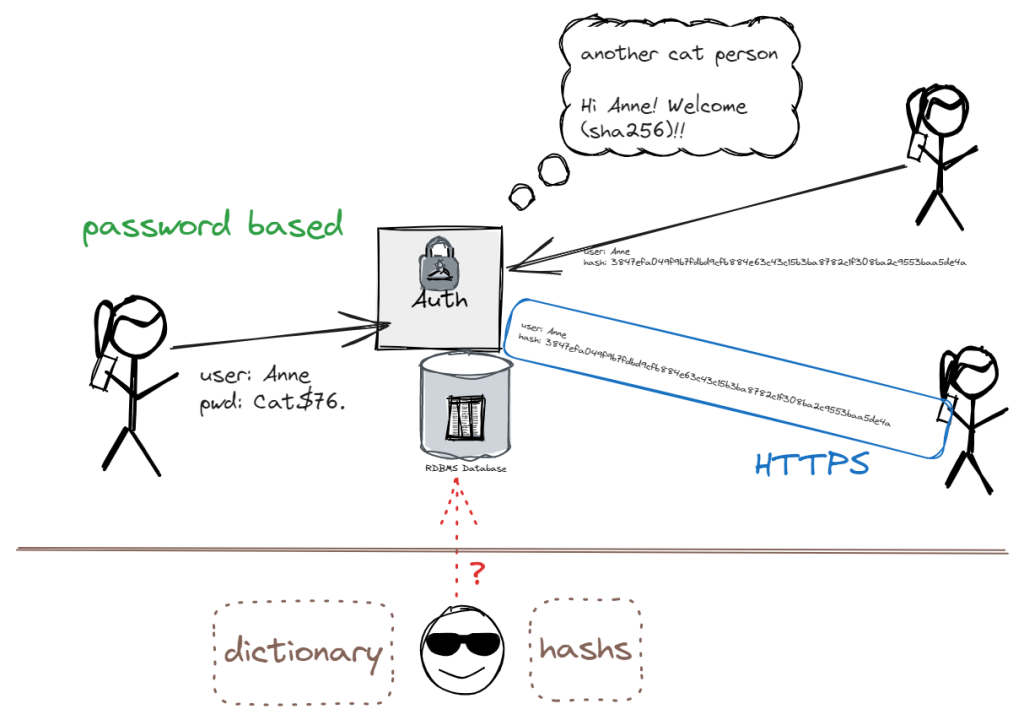 another cat person
Hi Anne! Welcome
(sha256)!!
password based
Auth
user: Anne
hash: 3847efa049f9b7fdbd9cfb884e63c43c15b3ba8782c1f308ba2c9553baa5de4a
user: Anne
hash: 3847efa049f9b7fdbd9cfb884e63c43c15b3ba8782c1f308ba2c9553baa5de4a
user: Anne
pwd: Cat$76.
HTTPS
RDBMS Database
?
dictionary
hashs